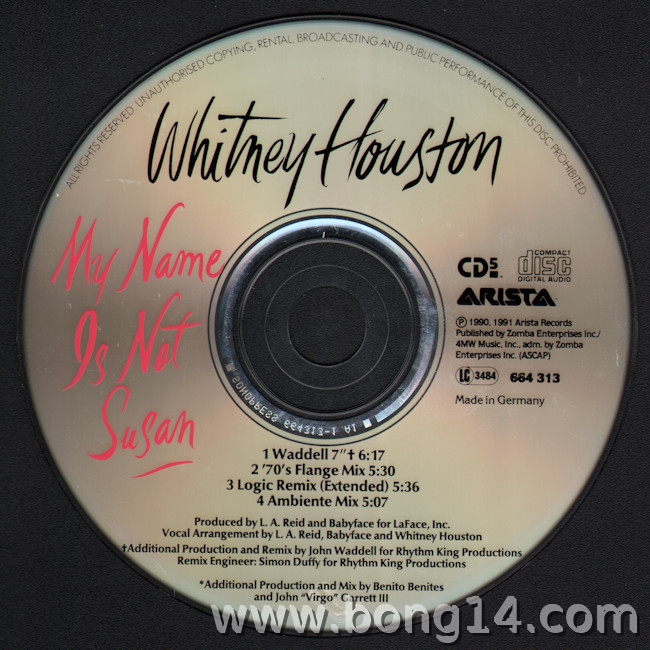 ALL RIGHTS RESERVED. UNAUTHORISED COPYING, RENTAL, BROADCASTING AND PUBLIC PERFORMANCE OF THIS DISC PROHIBITED
Whitney Houston
My Name
Is Not
Susan
CD5
COMPACT
disc
DIGITAL AUDIO
ARISTA
℗ 1990, 1991 Arista Records
Published by Zomba Enterprises Inc./
4MW Music, Inc., adm. by Zomba
Enterprises Inc. (ASCAP)
LC 3484 664 313
Made in Germany
SONOPRESS 664313-1 A1
1 Waddell 7"† 6:17
2 '70's Flange Mix 5:30
3 Logic Remix (Extended) 5:36
4 Ambiente Mix 5:07
Produced by L. A. Reid and Babyface for LaFace, Inc.
Vocal Arrangement by L. A. Reid, Babyface and Whitney Houston
†Additional Production and Remix by John Waddell for Rhythm King Productions
Remix Engineer: Simon Duffy for Rhythm King Productions
*Additional Production and Mix by Benito Benites
and John "Virgo" Garrett III
www.bong14.com